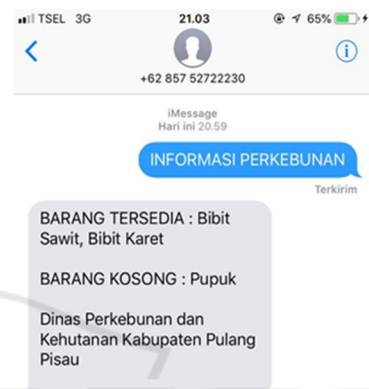 TSEL 3G 21.03 65%
+62 857 52722230
iMessage
Hari ini 20.59
INFORMASI PERKEBUNAN
Terkirim
BARANG TERSEDIA : Bibit
Sawit, Bibit Karet
BARANG KOSONG : Pupuk
Dinas Perkebunan dan
Kehutanan Kabupaten Pulang
Pisau